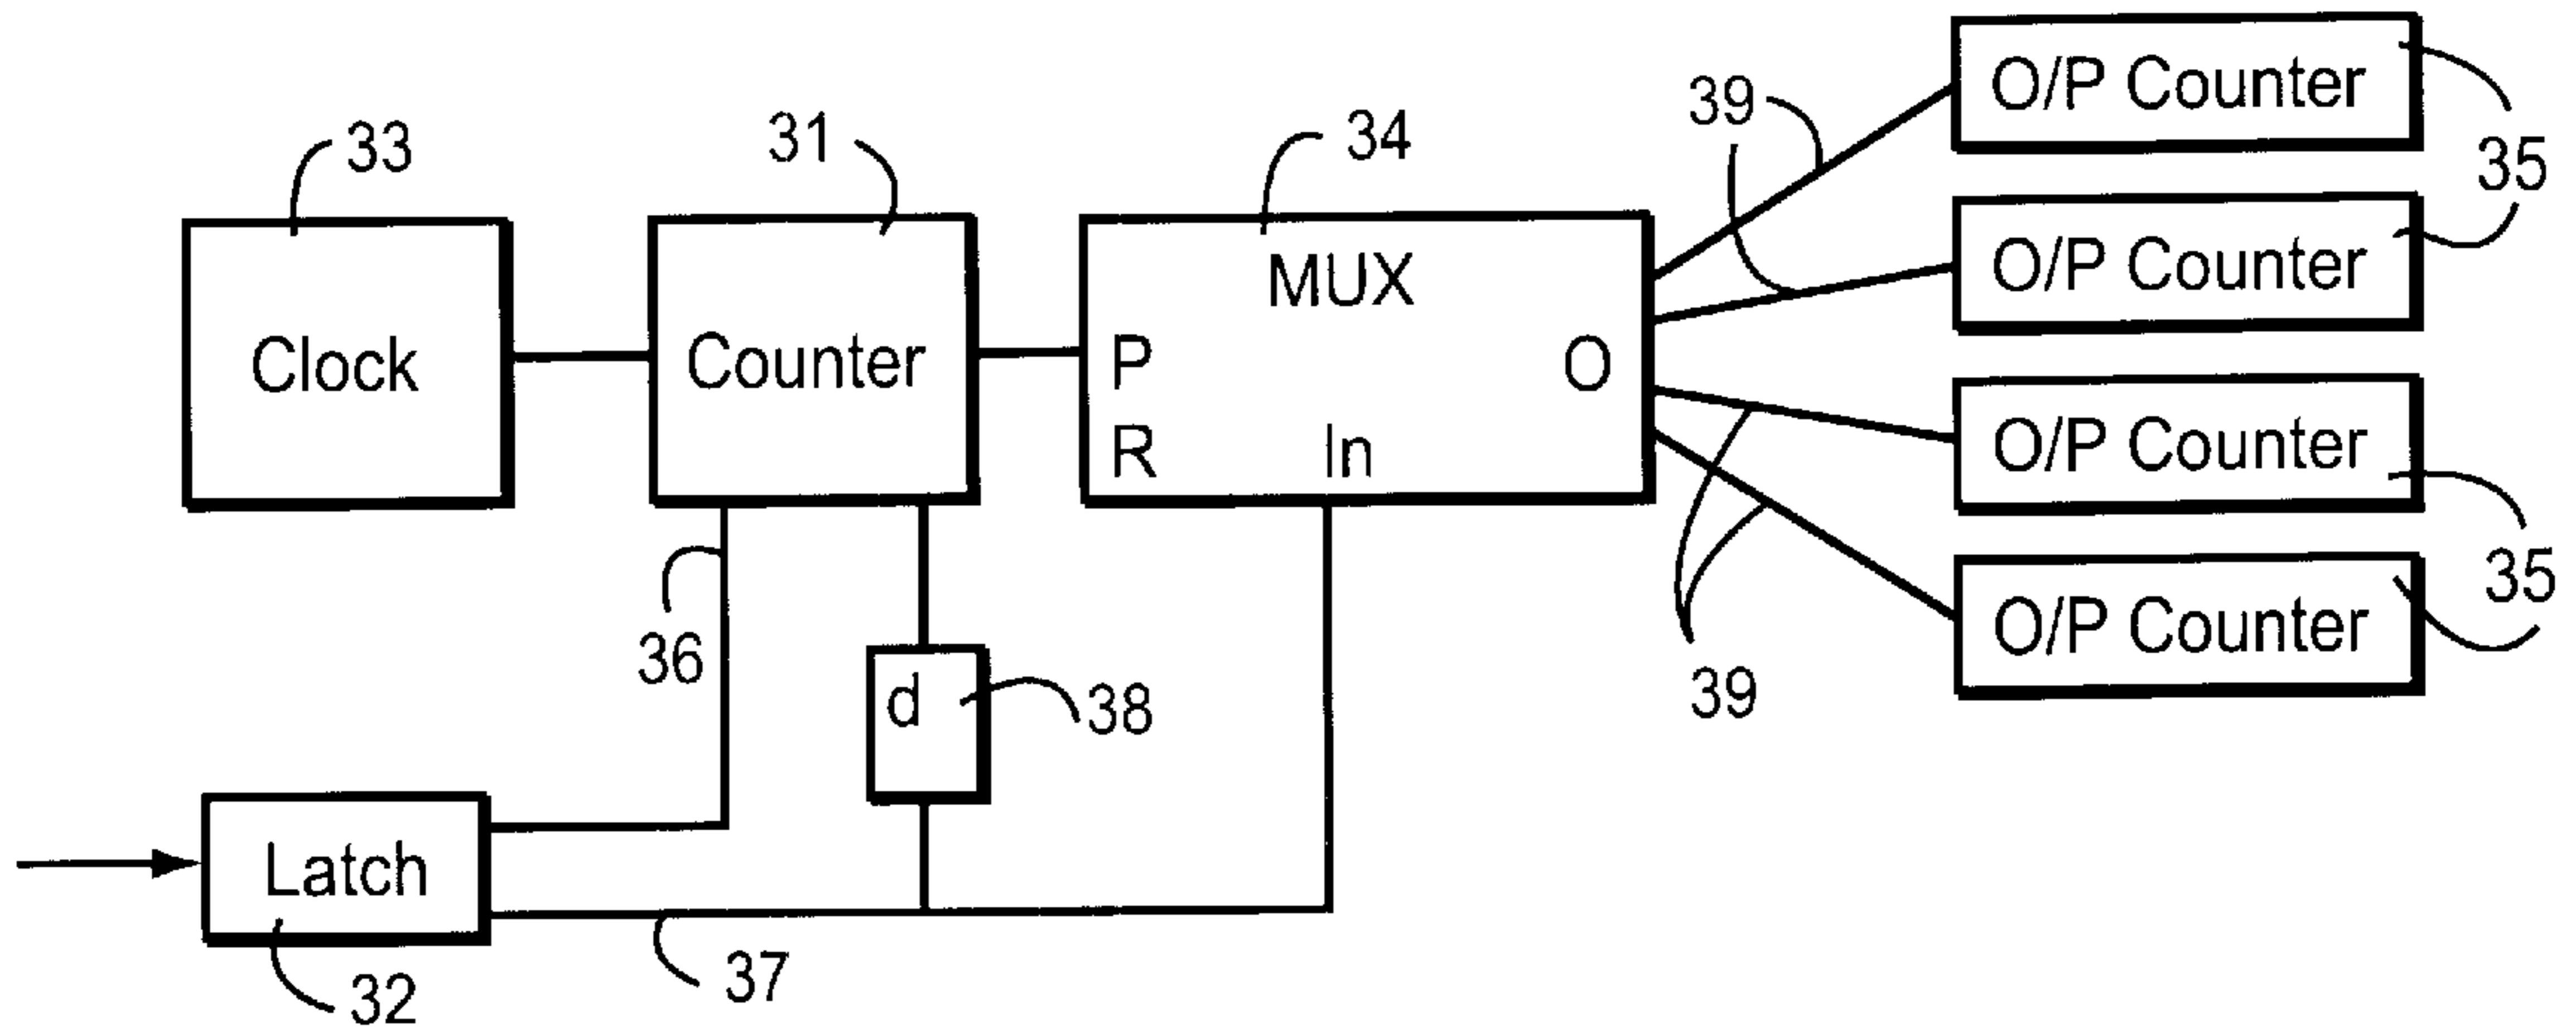 33
31
34
39
O/P Counter
35
Clock
Counter
MUX
P
R
In
O
O/P Counter
O/P Counter
35
O/P Counter
39
36
d
38
Latch
32
37